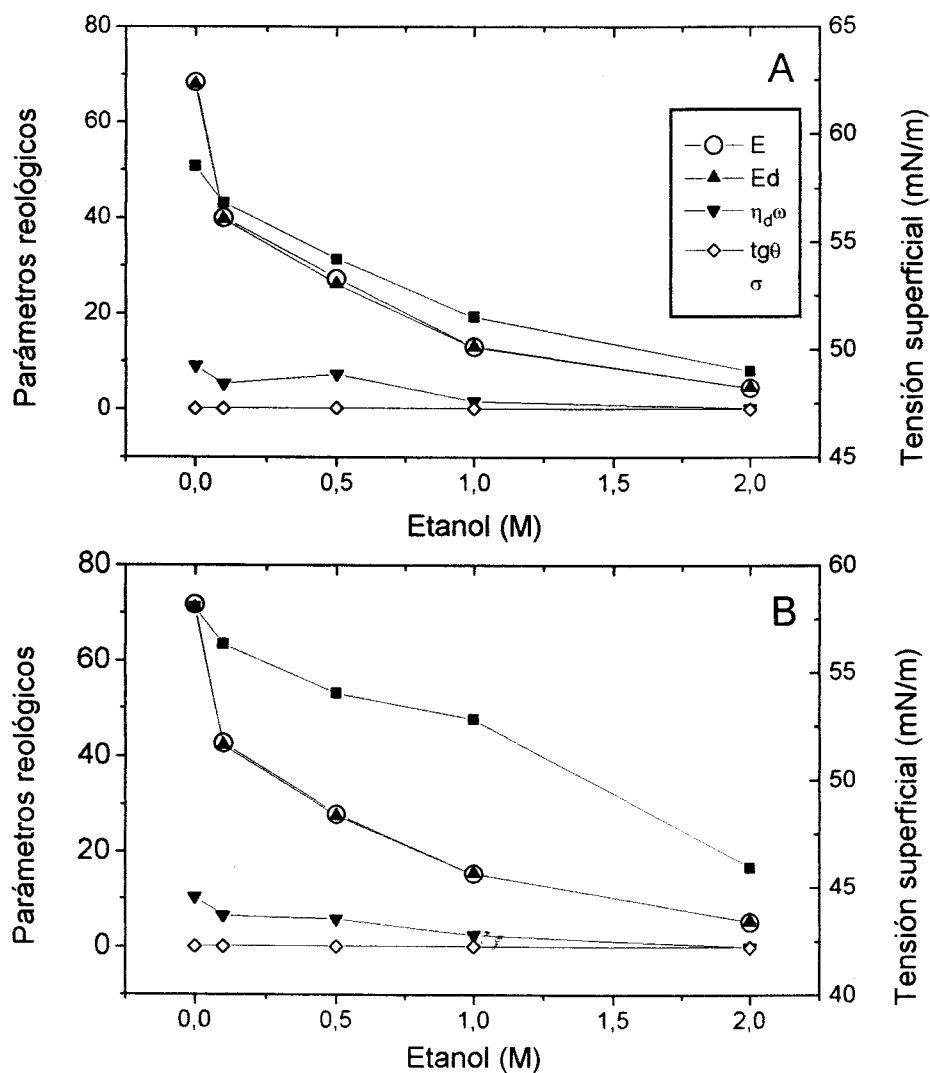 A
Parámetros reológicos
80
60
40
20
0
E
Ed
ηdω
tgθ
σ
65
60
55
50
45
Tensión superficial (mN/m)
0,0 0,5 1,0 1,5 2,0
Etanol (M)
B
Parámetros reológicos
80
60
40
20
0
60
55
50
45
40
Tensión superficial (mN/m)
0,0 0,5 1,0 1,5 2,0
Etanol (M)